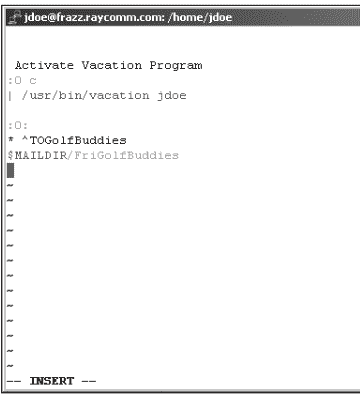 jdoe@frazz.raycomm.com: /home/jdoe
Activate Vacation Program
:0 c
| /usr/bin/vacation jdoe
:0:
* ^TOGolfBuddies
$MAILDIR/FriGolfBuddies
~
~
~
~
~
~
~
~
~
~
~
~
~
-- INSERT --